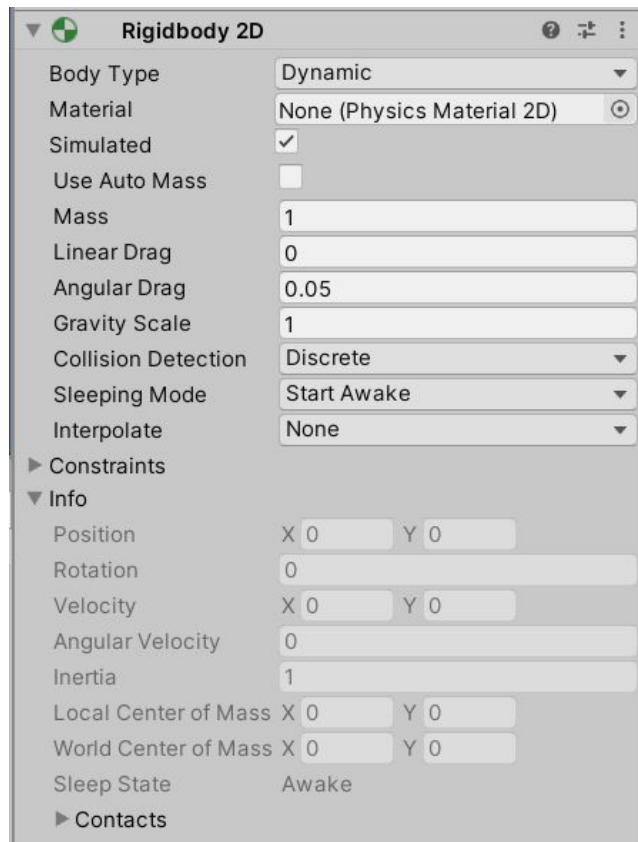 Rigidbody 2D
Body Type Dynamic
Material None (Physics Material 2D)
Simulated
Use Auto Mass
Mass 1
Linear Drag 0
Angular Drag 0.05
Gravity Scale 1
Collision Detection Discrete
Sleeping Mode Start Awake
Interpolate None
Constraints
Info
Position X 0 Y 0
Rotation 0
Velocity X 0 Y 0
Angular Velocity 0
Inertia 1
Local Center of Mass X 0 Y 0
World Center of Mass X 0 Y 0
Sleep State Awake
Contacts